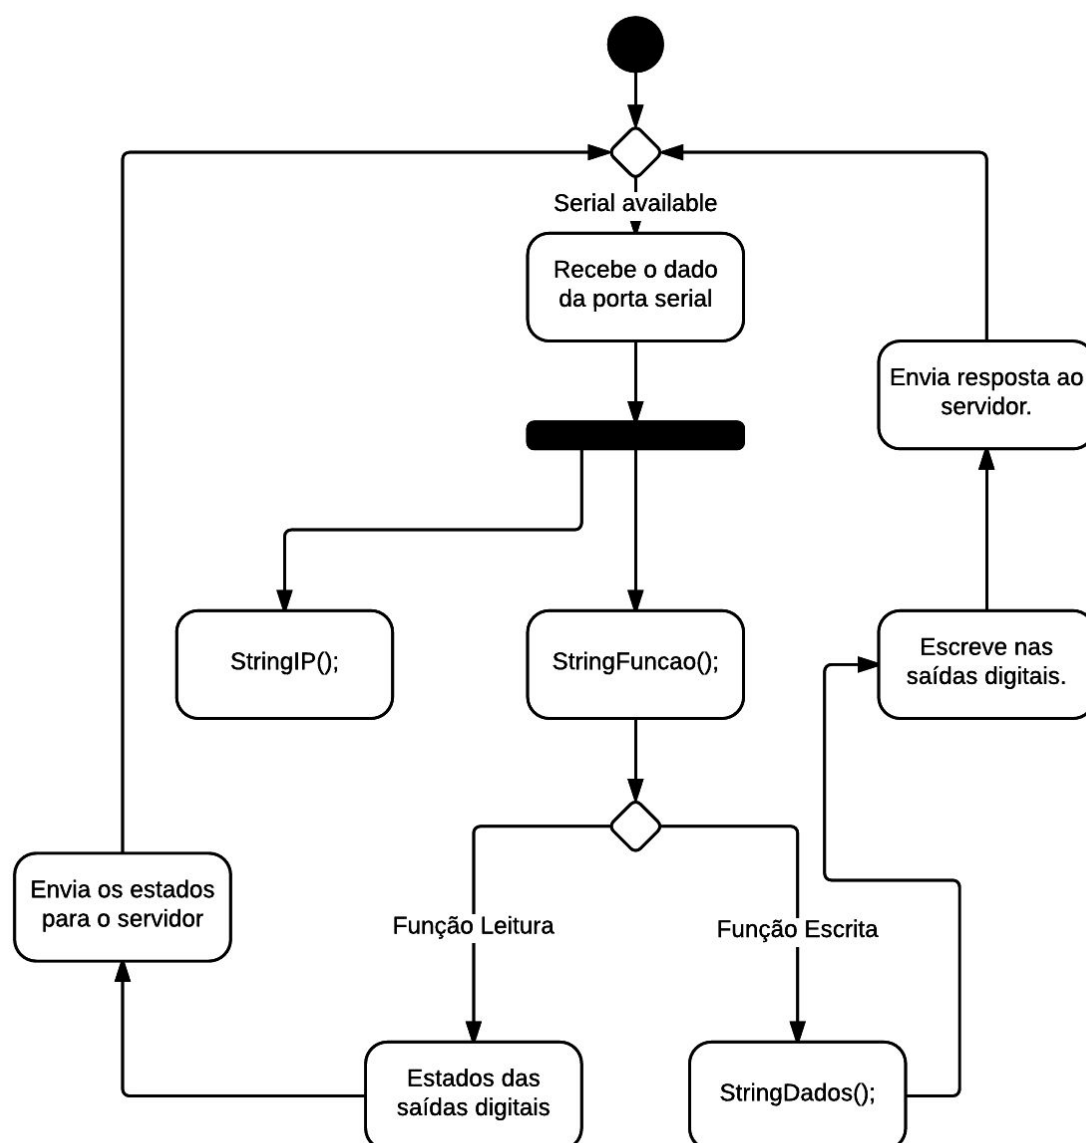 Serial available
Recebe o dado
da porta serial
Envia resposta ao
servidor.
StringIP();
StringFuncao();
Escreve nas
saídas digitais.
Envia os estados
para o servidor
Função Leitura
Função Escrita
Estados das
saídas digitais
StringDados();